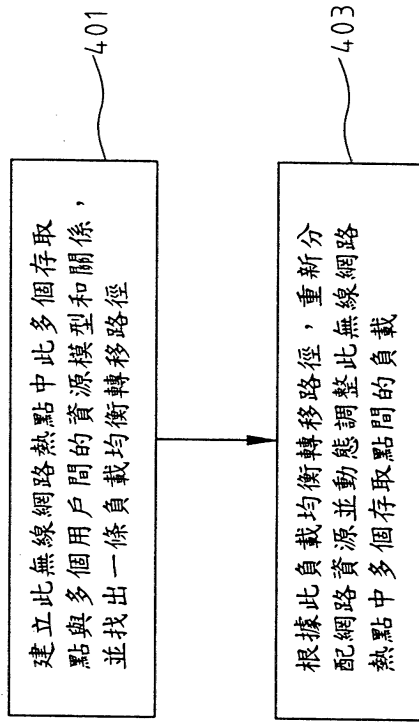 建立此無線網路熱點中此多個存取
點與多個用戶間的資源模型和關係，
並找出一條負載均衡轉移路徑
401
根據此負載均衡轉移路徑，重新分
配網路資源並動態調整此無線網路
熱點中多個存取點間的負載
403